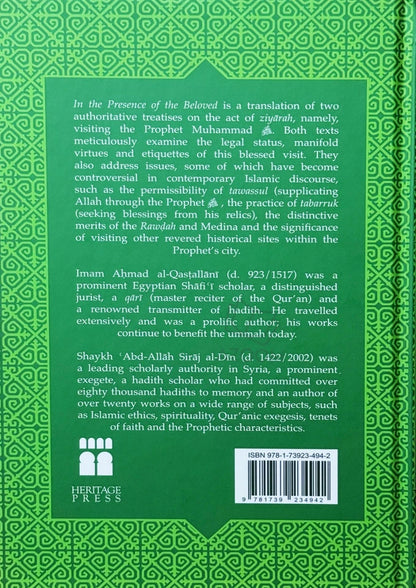 In the Presence of the Beloved is a translation of two
authoritative treatises on the act of ziyārah, namely,
visiting the Prophet Muhammad ﷺ. Both texts
meticulously examine the legal status, manifold
virtues and etiquettes of this blessed visit. They
also address issues, some of which have become
controversial in contemporary Islamic discourse,
such as the permissibility of tawassul (supplicating
Allah through the Prophet ﷺ, the practice of tabarruk
(seeking blessings from his relics), the distinctive
merits of the Rawḍah and Medina and the significance
of visiting other revered historical sites within the
Prophet's city.
Imam Aḥmad al-Qasṭallānī (d. 923/1517) was a
prominent Egyptian Shāfiʿī scholar, a distinguished
jurist, a qārī (master reciter of the Qur'an) and
a renowned transmitter of hadith. He travelled
extensively and was a prolific author; his works
continue to benefit the ummah today.
Shaykh ʿAbd-Allāh Sirāj al-Dīn (d. 1422/2002) was
a leading scholarly authority in Syria, a prominent
exegete, a hadith scholar who had committed over
eighty thousand hadiths to memory and an author of
over twenty works on a wide range of subjects, such
as Islamic ethics, spirituality, Qur'anic exegesis, tenets
of faith and the Prophetic characteristics.
HERITAGE
PRESS
ISBN 978-1-73923-494-2
9 781739 234942